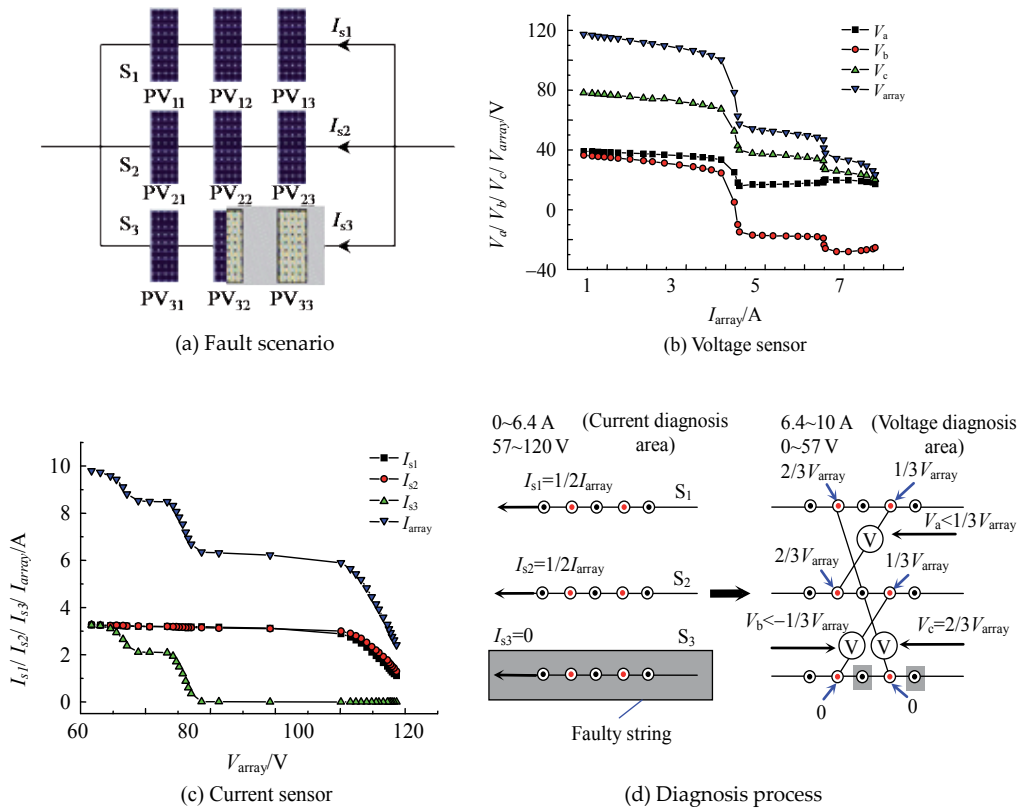 I_s1
S_1
PV_11 PV_12 PV_13
I_s2
S_2
PV_21 PV_22 PV_23
S_3
I_s3
PV_31 PV_32 PV_33
(a) Fault scenario
120
80
40
0
−40
V_a/ V_b/ V_c/ V_array/V
V_a
V_b
V_c
V_array
1 3 5 7
I_array/A
(b) Voltage sensor
10
8
6
4
2
0
I_s1/ I_s2/ I_s3/ I_array/A
I_s1
I_s2
I_s3
I_array
60 80 100 120
V_array/V
(c) Current sensor
0~6.4 A (Current diagnosis
57~120 V area)
I_s1=1/2I_array
S_1
I_s2=1/2I_array
S_2
I_s3=0
S_3
Faulty string
6.4~10 A (Voltage diagnosis
0~57 V area)
2/3V_array 1/3V_array
V
V_a<1/3V_array
2/3V_array 1/3V_array
V_b<−1/3V_array V_c=2/3V_array
V V
0 0
(d) Diagnosis process